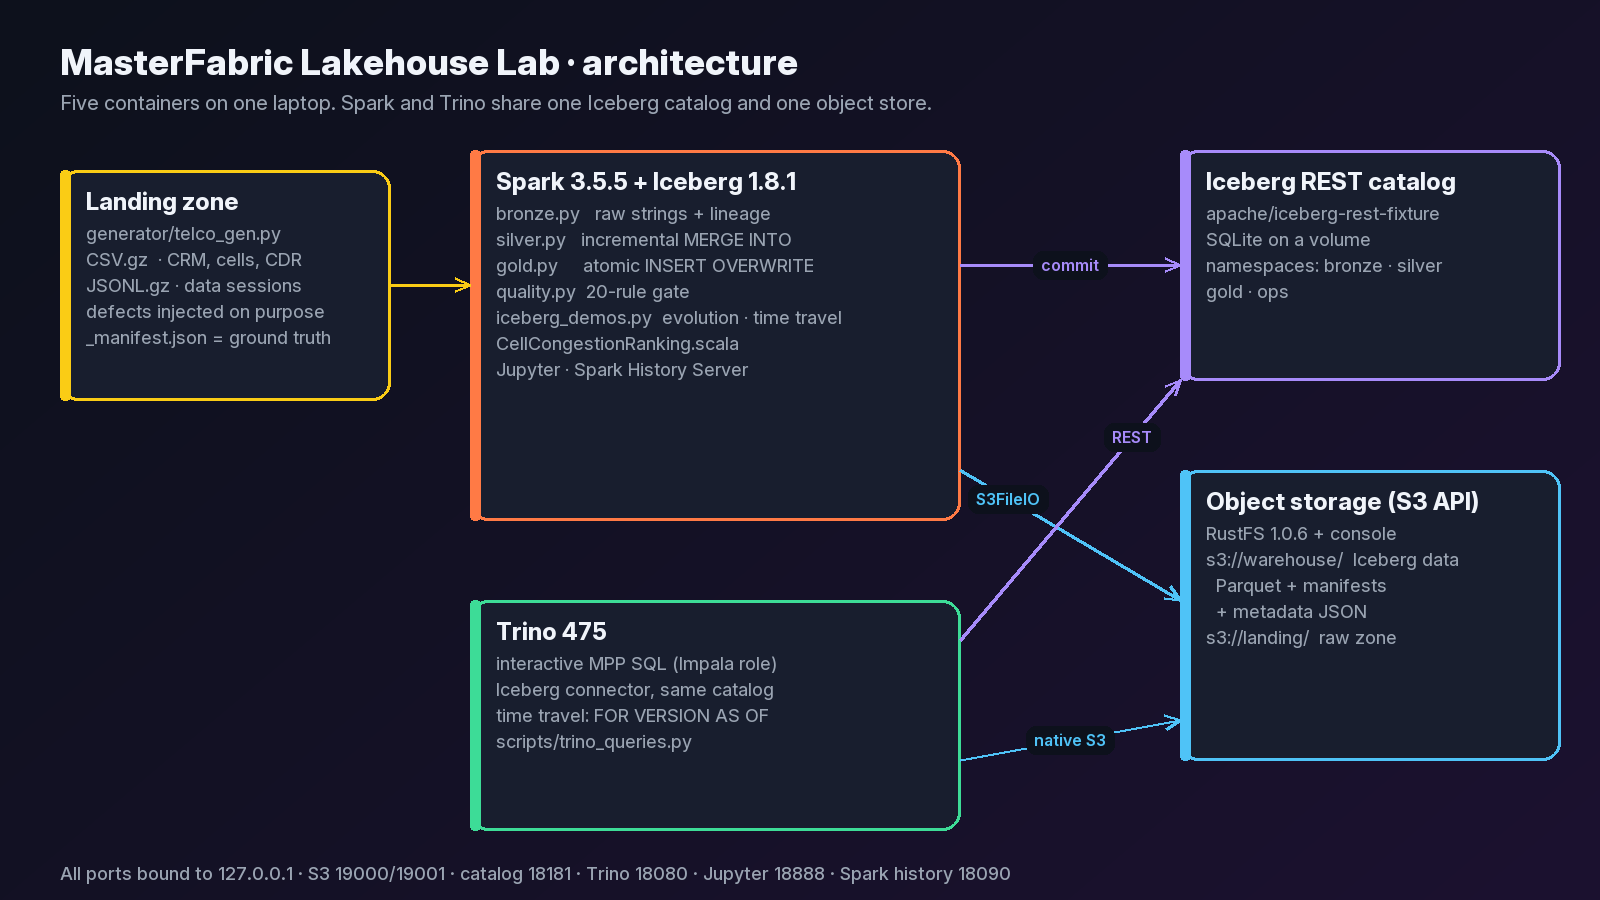 MasterFabric Lakehouse Lab · architecture
Five containers on one laptop. Spark and Trino share one Iceberg catalog and one object store.
Landing zone
generator/telco_gen.py
CSV.gz · CRM, cells, CDR
JSONL.gz · data sessions
defects injected on purpose
_manifest.json = ground truth
Spark 3.5.5 + Iceberg 1.8.1
bronze.py raw strings + lineage
silver.py incremental MERGE INTO
gold.py atomic INSERT OVERWRITE
quality.py 20-rule gate
iceberg_demos.py evolution · time travel
CellCongestionRanking.scala
Jupyter · Spark History Server
commit
Iceberg REST catalog
apache/iceberg-rest-fixture
SQLite on a volume
namespaces: bronze · silver
gold · ops
REST
S3FileIO
Object storage (S3 API)
RustFS 1.0.6 + console
s3://warehouse/ Iceberg data
Parquet + manifests
+ metadata JSON
s3://landing/ raw zone
Trino 475
interactive MPP SQL (Impala role)
Iceberg connector, same catalog
time travel: FOR VERSION AS OF
scripts/trino_queries.py
native S3
All ports bound to 127.0.0.1 · S3 19000/19001 · catalog 18181 · Trino 18080 · Jupyter 18888 · Spark history 18090